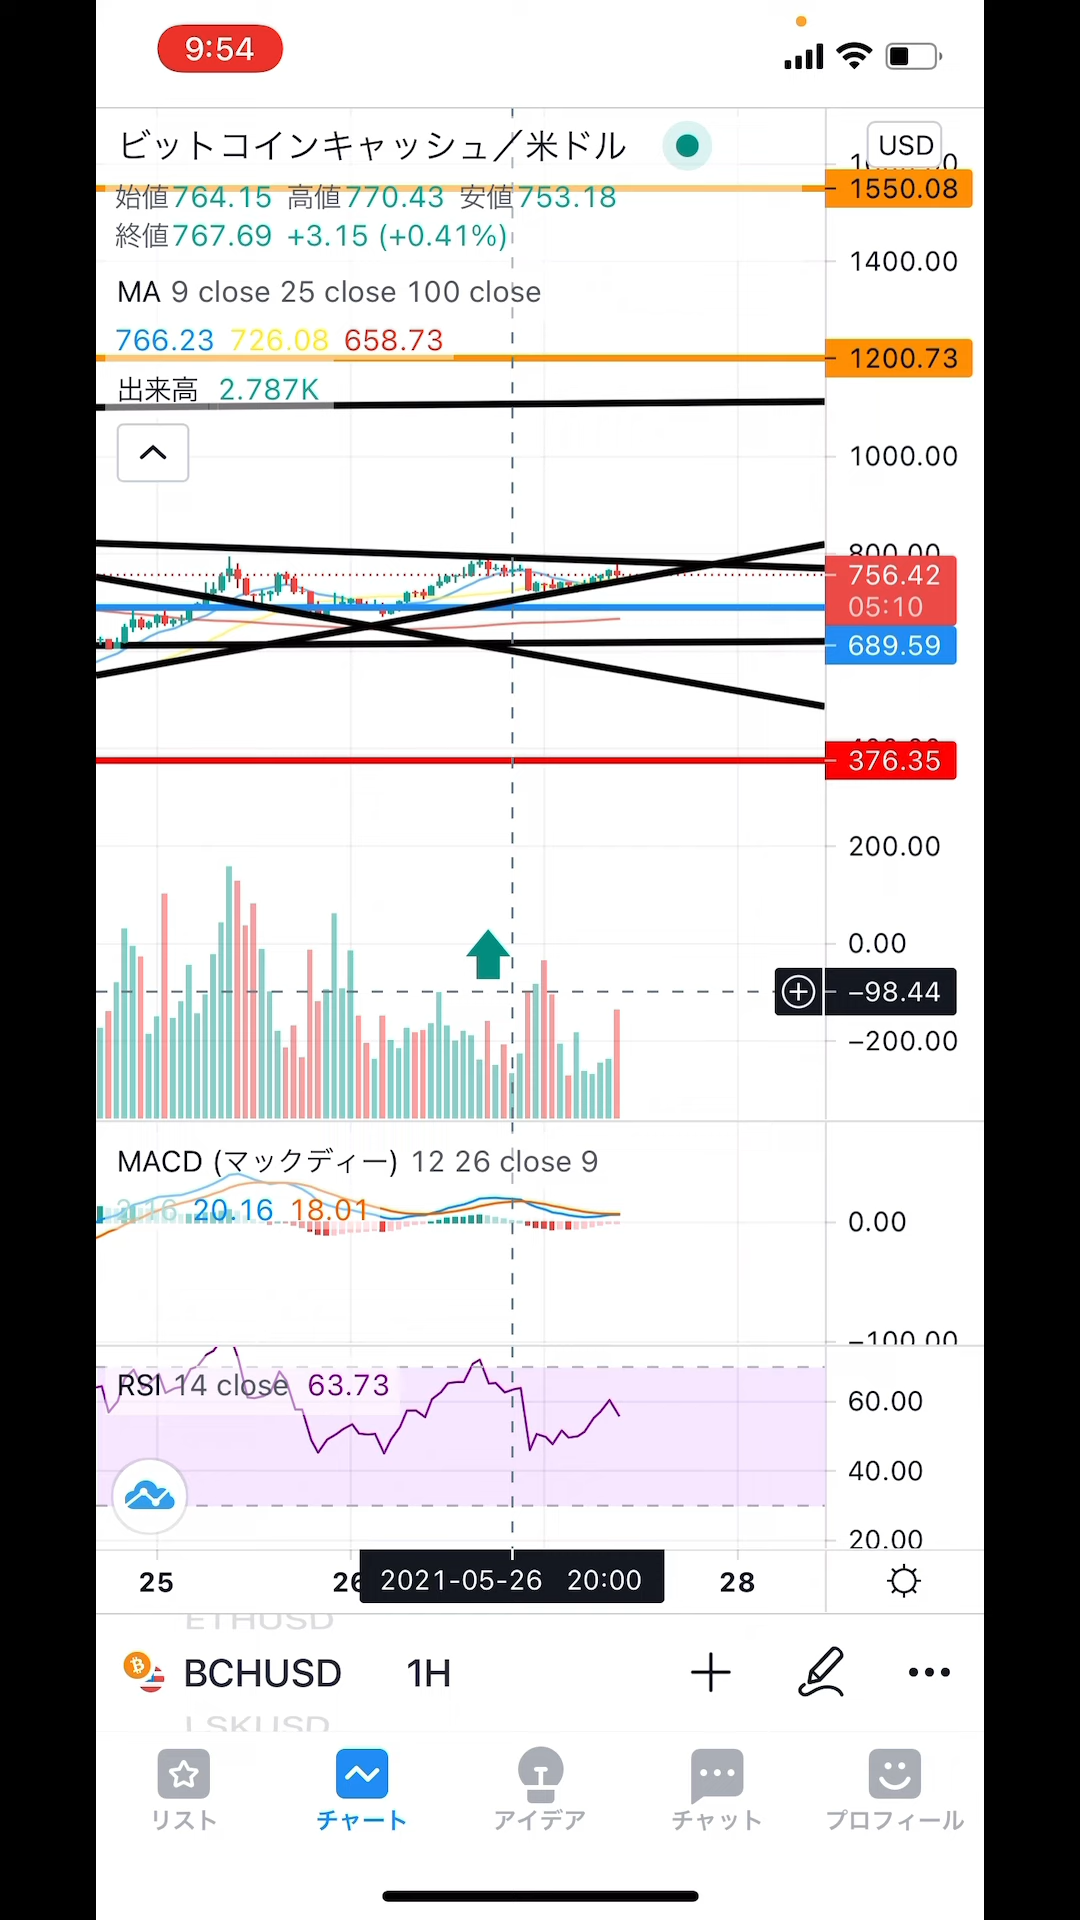 9:54
ビットコインキャッシュ／米ドル
USD
始値764.15 高値770.43 安値753.18
1550.08
終値767.69 +3.15 (+0.41%)
1400.00
MA 9 close 25 close 100 close
766.23 726.08 658.73
1200.73
出来高 2.787K
1000.00
800.00
756.42
05:10
689.59
376.35
200.00
0.00
−98.44
−200.00
MACD (マックディー) 12 26 close 9
20.16 18.01
0.00
−100.00
RSI 14 close 63.73
60.00
40.00
20.00
25 26 2021-05-26 20:00 28
ETHUSD
BCHUSD 1H
LSKUSD
リスト チャート アイデア チャット プロフィール